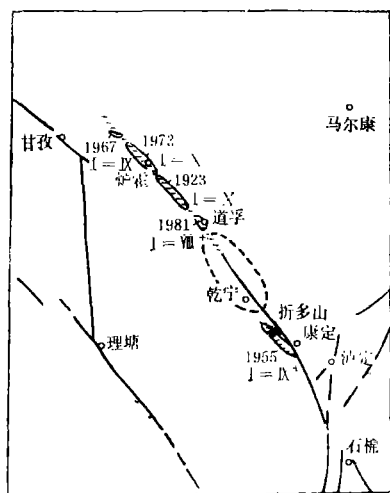 马尔康
甘孜
1967
I=Ⅸ
1973
I=Ⅹ
炉霍
1923
I=Ⅹ
道孚
1981
I=Ⅷ⁺
乾宁
折多山
康定
1955
I=Ⅸ⁺
泸定
理塘
石棉